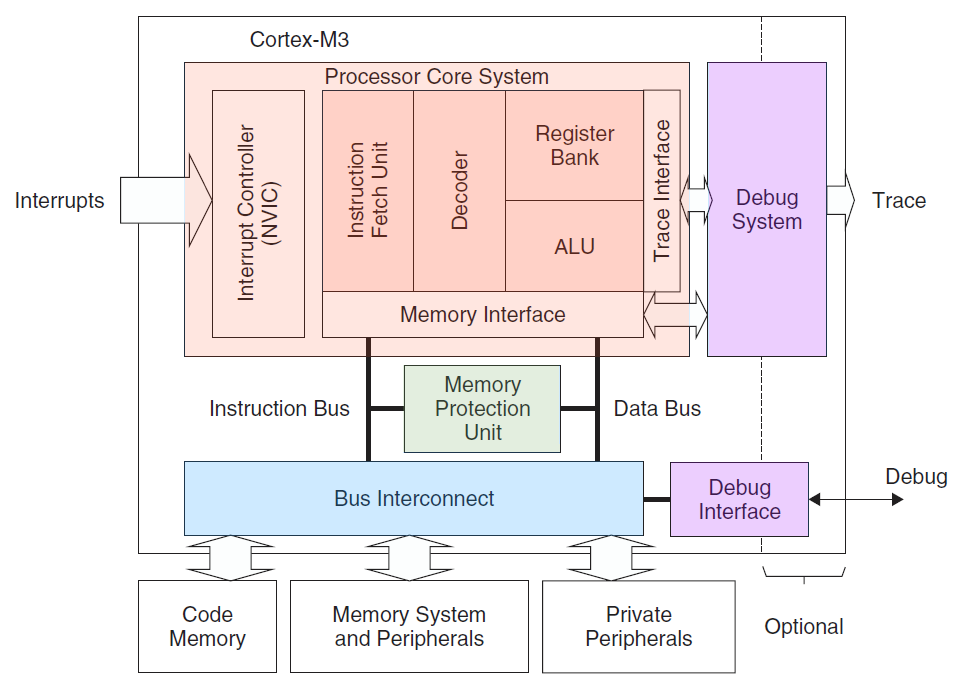 Cortex-M3
Processor Core System
Interrupts
Interrupt Controller
(NVIC)
Instruction
Fetch Unit
Decoder
Register
Bank
ALU
Trace Interface
Memory Interface
Debug
System
Trace
Instruction Bus
Memory
Protection
Unit
Data Bus
Bus Interconnect
Debug
Interface
Debug
Code
Memory
Memory System
and Peripherals
Private
Peripherals
Optional